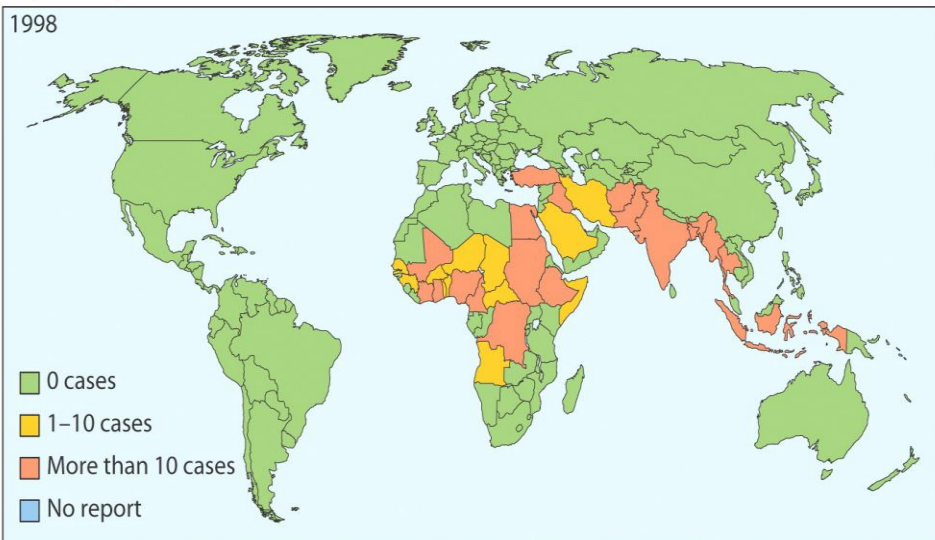 1998
0 cases
1–10 cases
More than 10 cases
No report